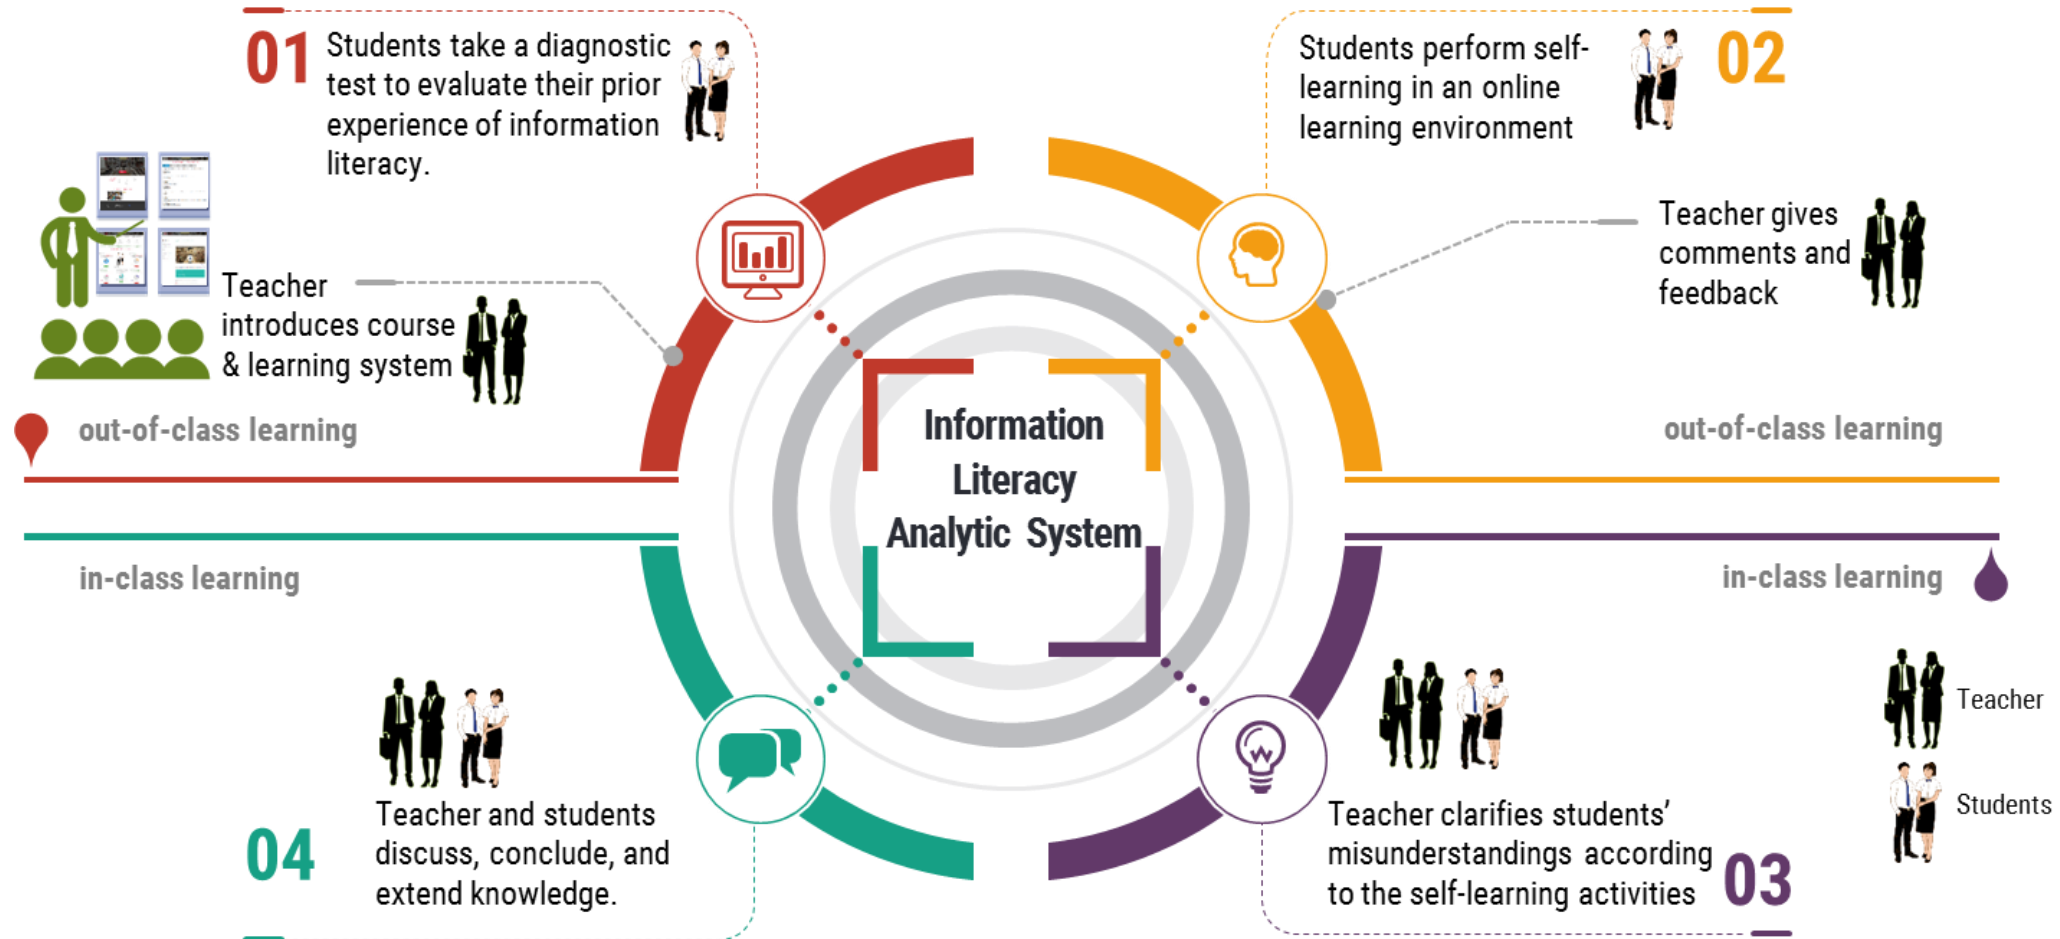 01
Students take a diagnostic
test to evaluate their prior
experience of information
literacy.
Students perform self-
learning in an online
learning environment
02
Teacher
introduces course
& learning system
Teacher gives
comments and
feedback
out-of-class learning
out-of-class learning
Information
Literacy
Analytic System
in-class learning
in-class learning
04
Teacher and students
discuss, conclude, and
extend knowledge.
Teacher clarifies students’
misunderstandings according
to the self-learning activities
03
Teacher
Students